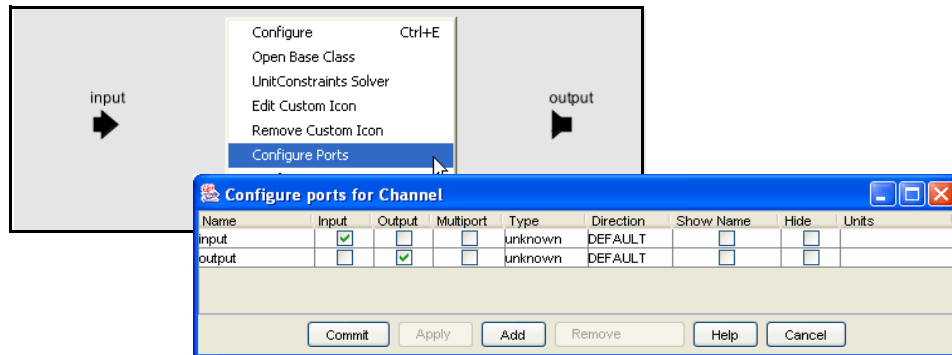 Configure Ctrl+E
Open Base Class
UnitConstraints Solver
Edit Custom Icon
Remove Custom Icon
Configure Ports
input
output
Configure ports for Channel
Name Input Output Multiport Type Direction Show Name Hide Units
input unknown DEFAULT
output unknown DEFAULT
Commit Apply Add Remove Help Cancel